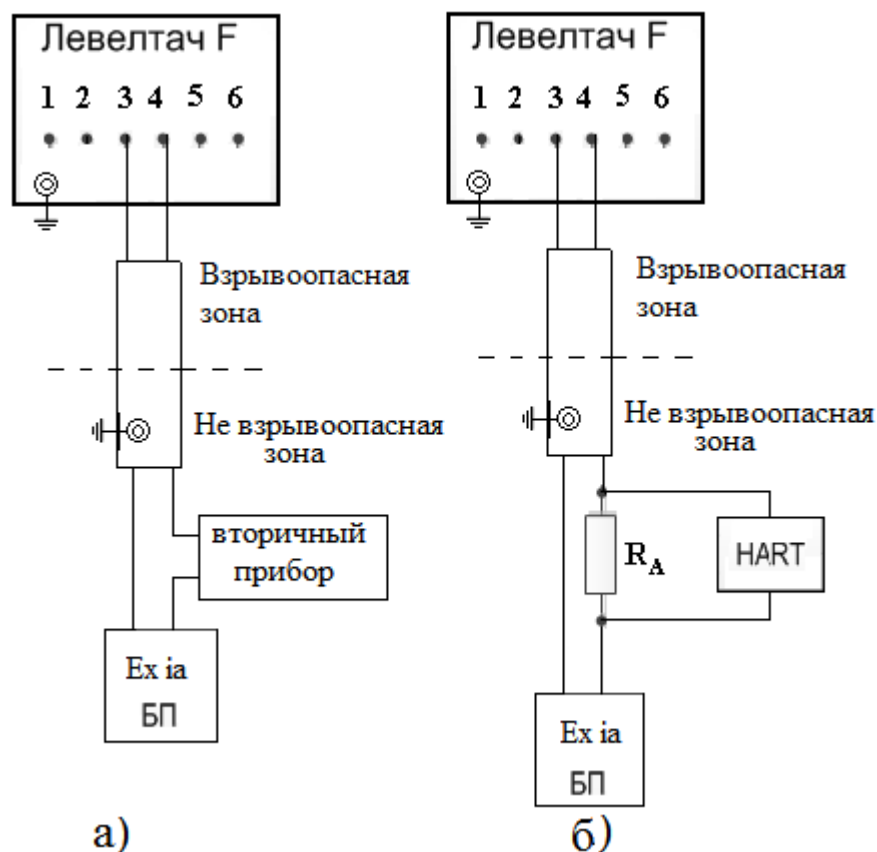 Левелтач F
1 2 3 4 5 6
Взрывоопасная
зона
Не взрывоопасная
зона
вторичный
прибор
Ex ia
БП
а)
Левелтач F
1 2 3 4 5 6
Взрывоопасная
зона
Не взрывоопасная
зона
RA
HART
Ex ia
БП
б)